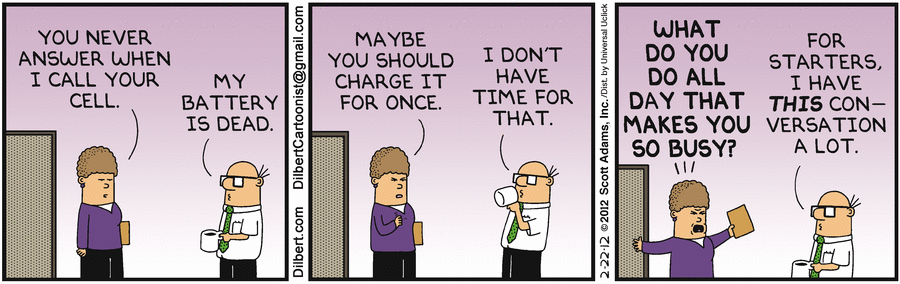 YOU NEVER
ANSWER WHEN
I CALL YOUR
CELL.
MY
BATTERY
IS DEAD.
Dilbert.com DilbertCartoonist@gmail.com
MAYBE
YOU SHOULD
CHARGE IT
FOR ONCE.
I DON'T
HAVE
TIME FOR
THAT.
2-22-12 ©2012 Scott Adams, Inc./Dist. by Universal Uclick
WHAT
DO YOU
DO ALL
DAY THAT
MAKES YOU
SO BUSY?
FOR
STARTERS,
I HAVE
THIS CON-
VERSATION
A LOT.